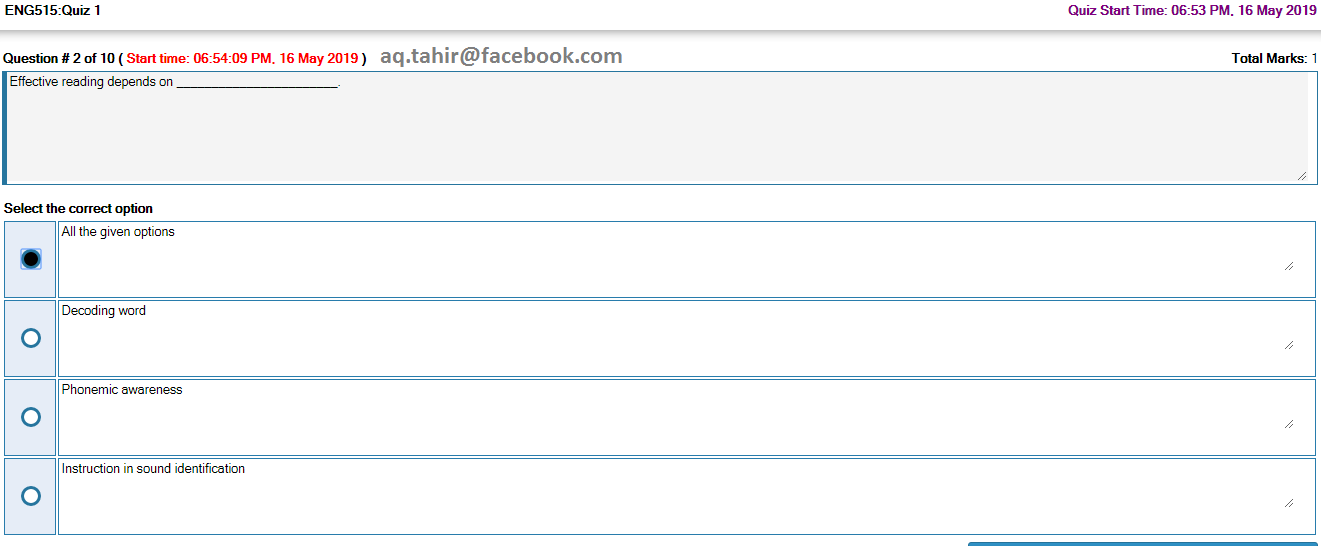 ENG515:Quiz 1 Quiz Start Time: 06:53 PM, 16 May 2019
Question # 2 of 10 ( Start time: 06:54:09 PM, 16 May 2019 ) aq.tahir@facebook.com Total Marks: 1
Effective reading depends on _______________________.
Select the correct option
All the given options
Decoding word
Phonemic awareness
Instruction in sound identification